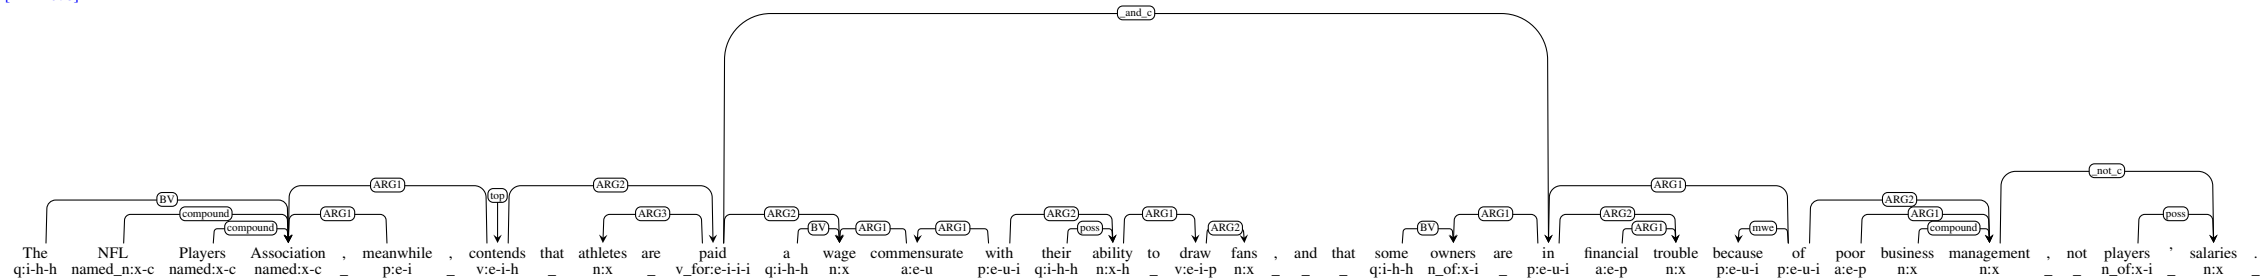 _and_c
ARG1 ARG2 top ARG1 _not_c
BV ARG2
compound ARG1 ARG3 ARG2 ARG2 ARG1 BV ARG1 ARG2 ARG1 poss
compound BV ARG1 ARG1 poss ARG2 ARG1 mwe compound
The NFL Players Association , meanwhile , contends that athletes are paid a wage commensurate with their ability to draw fans , and that some owners are in financial trouble because of poor business management , not players ' salaries .
q:i-h-h named_n:x-c named:x-c named:x-c _ p:e-i _ v:e-i-h _ n:x _ v_for:e-i-i-i q:i-h-h n:x a:e-u p:e-u-i q:i-h-h n:x-h _ v:e-i-p n:x _ _ _ q:i-h-h n_of:x-i _ p:e-u-i a:e-p n:x p:e-u-i p:e-u-i a:e-p n:x n:x _ _ n_of:x-i _ n:x _